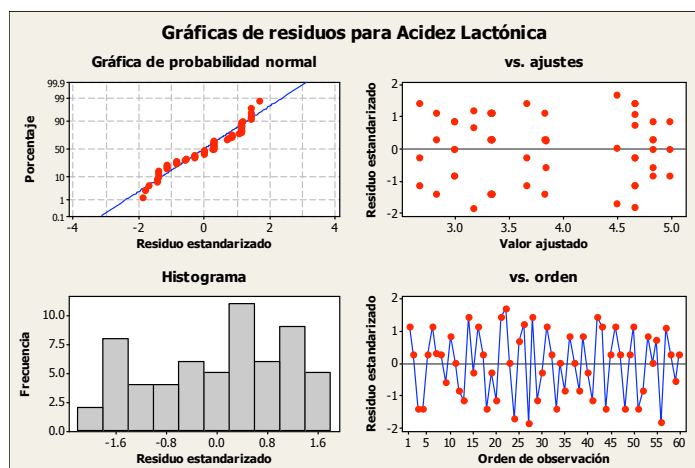 Gráficas de residuos para Acidez Lactónica
Gráfica de probabilidad normal
Porcentaje
99.9
99
90
50
10
1
0.1
-4 -2 0 2 4
Residuo estandarizado
vs. ajustes
Residuo estandarizado
2
1
0
-1
-2
3.0 3.5 4.0 4.5 5.0
Valor ajustado
Histograma
Frecuencia
10.0
7.5
5.0
2.5
0.0
-1.6 -0.8 0.0 0.8 1.6
Residuo estandarizado
vs. orden
Residuo estandarizado
2
1
0
-1
-2
1 5 10 15 20 25 30 35 40 45 50 55 60
Orden de observación